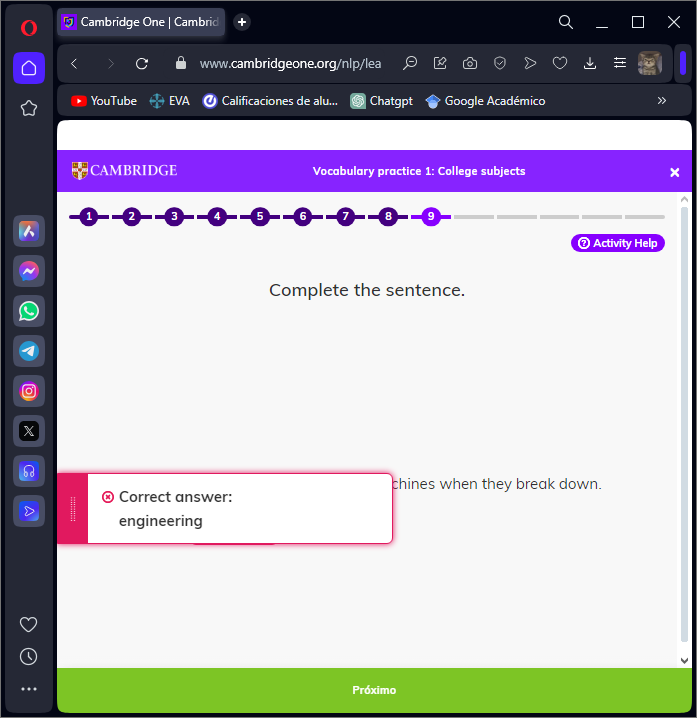 Cambridge One | Cambrid
www.cambridgeone.org/nlp/lea
YouTube
EVA
Calificaciones de alu...
Chatgpt
Google Académico
CAMBRIDGE
Vocabulary practice 1: College subjects
1 2 3 4 5 6 7 8 9
Activity Help
Complete the sentence.
chines when they break down.
Correct answer:
engineering
Próximo